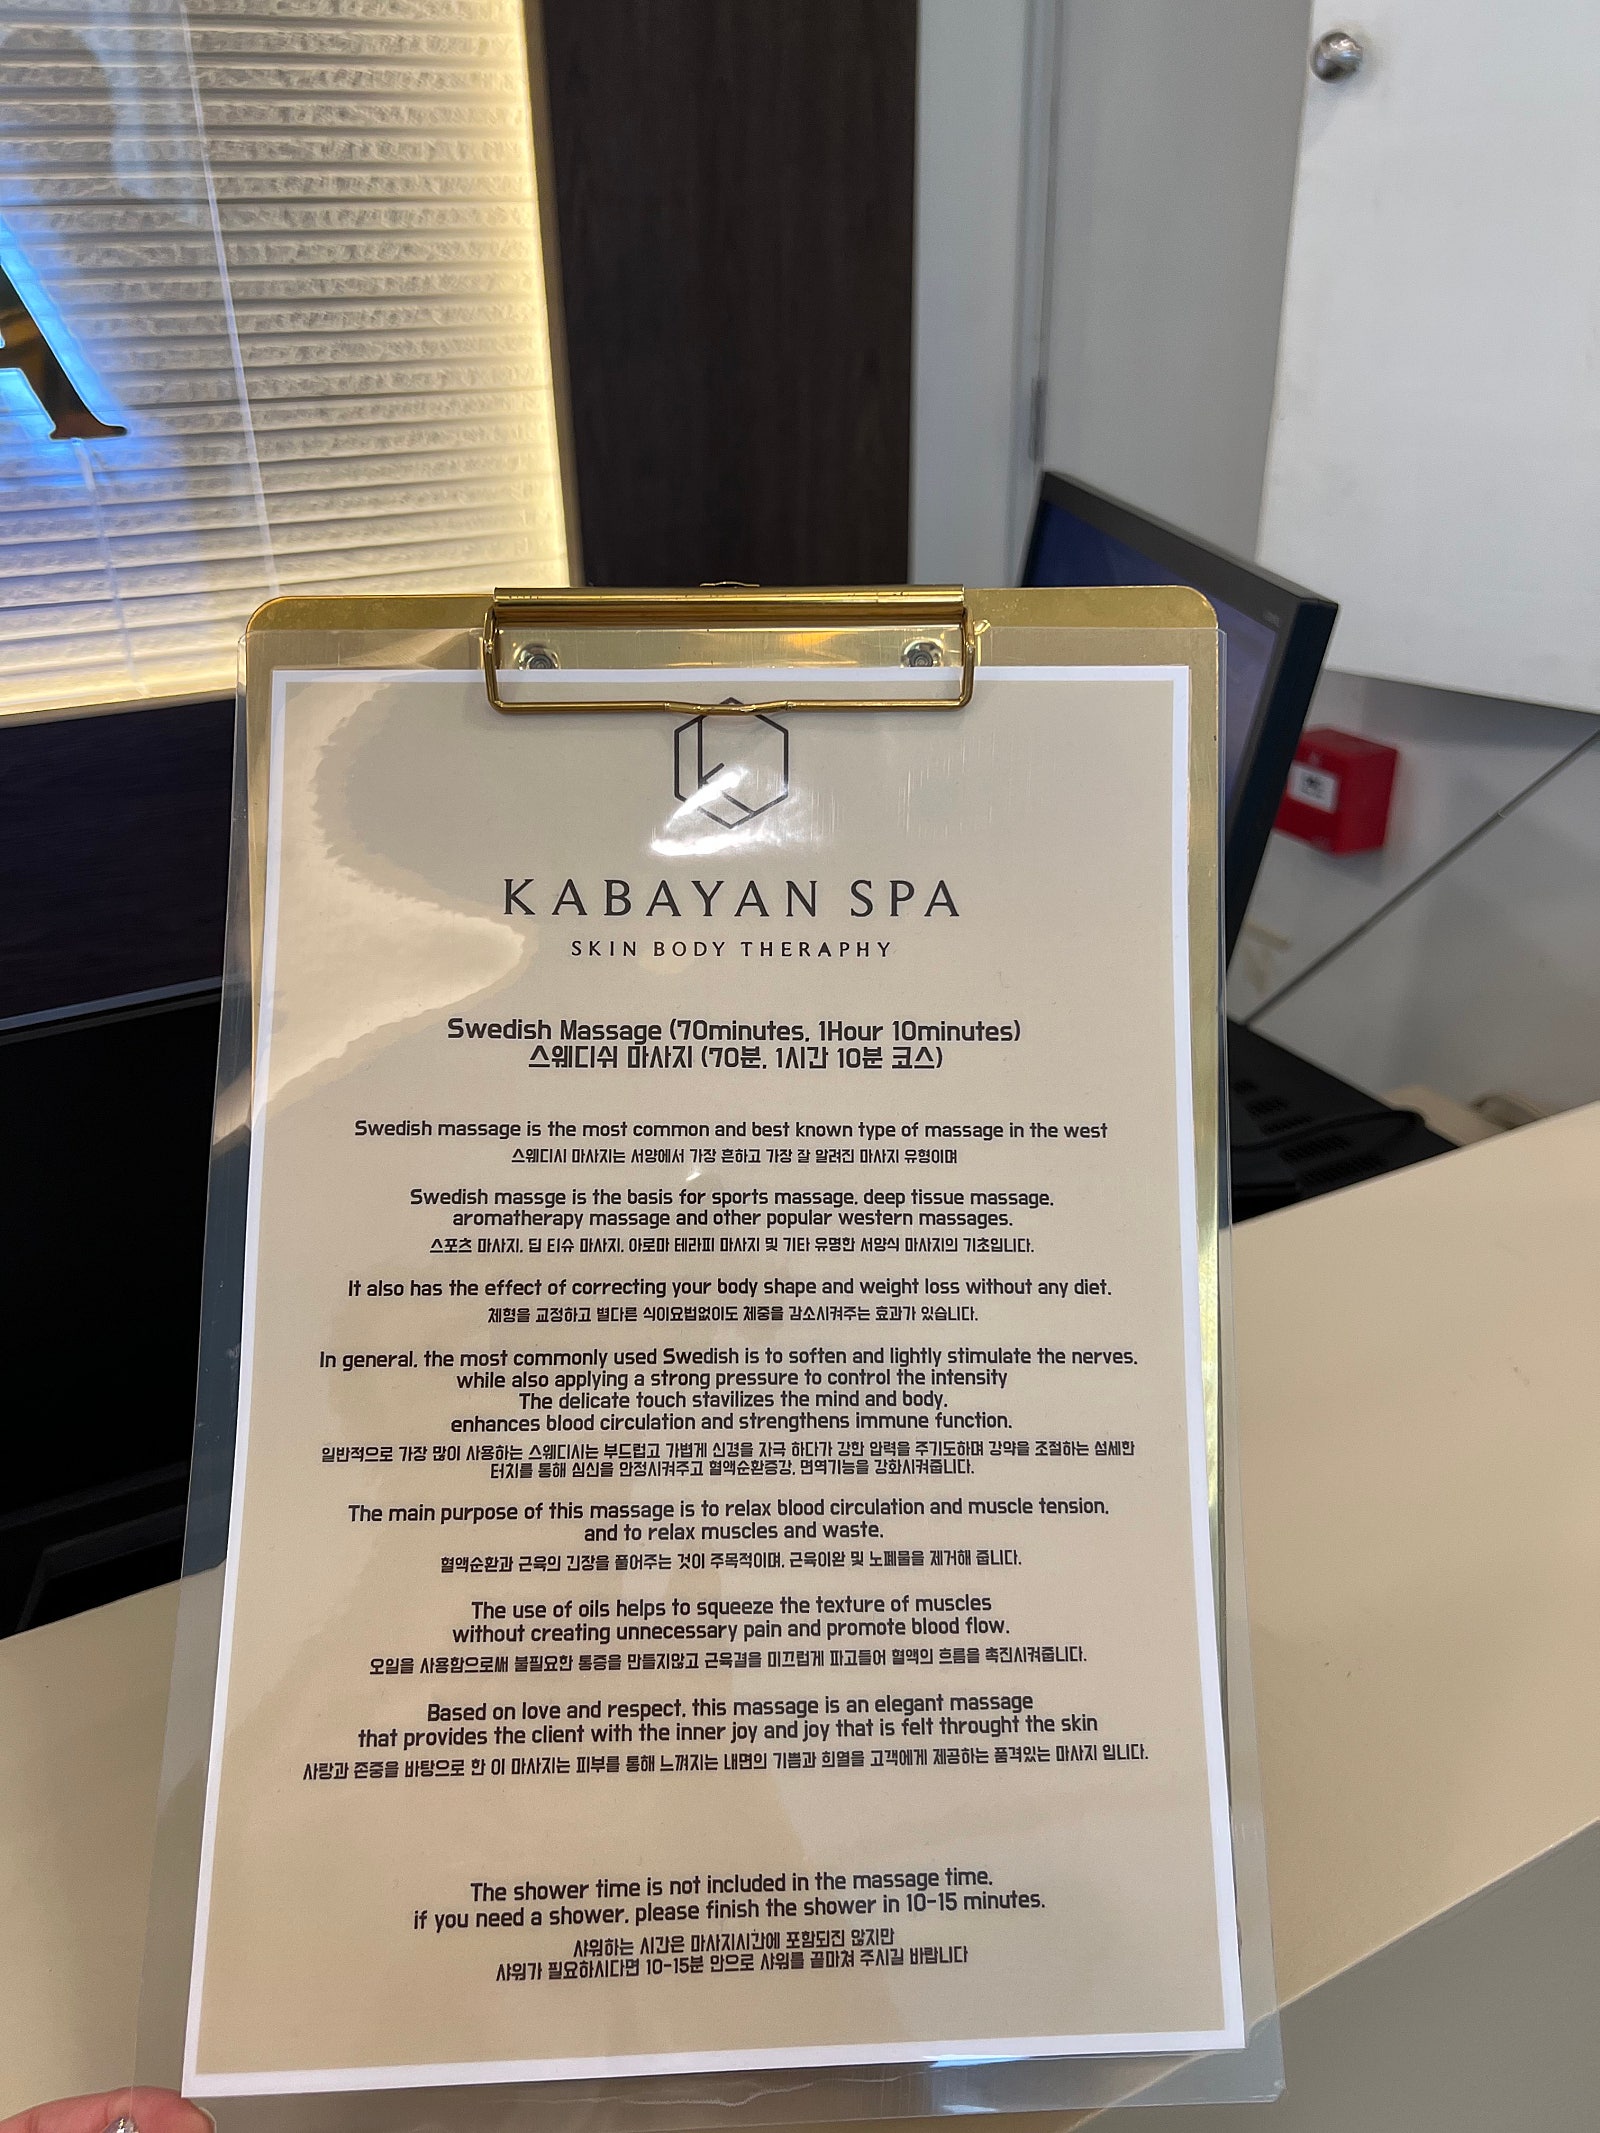 A
KABAYAN SPA
SKIN BODY THERAPHY
Swedish Massage (70minutes, 1Hour 10minutes)
스웨디쉬 마사지 (70분, 1시간 10분 코스)
Swedish massage is the most common and best known type of massage in the west
스웨디시 마사지는 서양에서 가장 흔하고 가장 잘 알려진 마사지 유형이며
Swedish massge is the basis for sports massage, deep tissue massage,
aromatherapy massage and other popular western massages.
스포츠 마사지, 딥 티슈 마사지, 아로마 테라피 마사지 및 기타 유명한 서양식 마사지의 기초입니다.
It also has the effect of correcting your body shape and weight loss without any diet.
체형을 교정하고 별다른 식이요법없이도 체중을 감소시켜주는 효과가 있습니다.
In general, the most commonly used Swedish is to soften and lightly stimulate the nerves,
while also applying a strong pressure to control the intensity
The delicate touch stavilizes the mind and body,
enhances blood circulation and strengthens immune function.
일반적으로 가장 많이 사용하는 스웨디시는 부드럽고 가볍게 신경을 자극 하다가 강한 압력을 주기도하며 강약을 조절하는 섬세한
터치를 통해 심신을 안정시켜주고 혈액순환증강, 면역기능을 강화시켜줍니다.
The main purpose of this massage is to relax blood circulation and muscle tension,
and to relax muscles and waste.
혈액순환과 근육의 긴장을 풀어주는 것이 주목적이며, 근육이완 및 노폐물을 제거해 줍니다.
The use of oils helps to squeeze the texture of muscles
without creating unnecessary pain and promote blood flow.
오일을 사용함으로써 불필요한 통증을 만들지않고 근육결을 미끄럽게 파고들어 혈액의 흐름을 촉진시켜줍니다.
Based on love and respect, this massage is an elegant massage
that provides the client with the inner joy and joy that is felt throught the skin
사랑과 존중을 바탕으로 한 이 마사지는 피부를 통해 느껴지는 내면의 기쁨과 희열을 고객에게 제공하는 품격있는 마사지 입니다.
The shower time is not included in the massage time.
if you need a shower, please finish the shower in 10-15 minutes.
샤워하는 시간은 마사지시간에 포함되진 않지만
샤워가 필요하시다면 10-15분 안으로 샤워를 끝마쳐 주시길 바랍니다